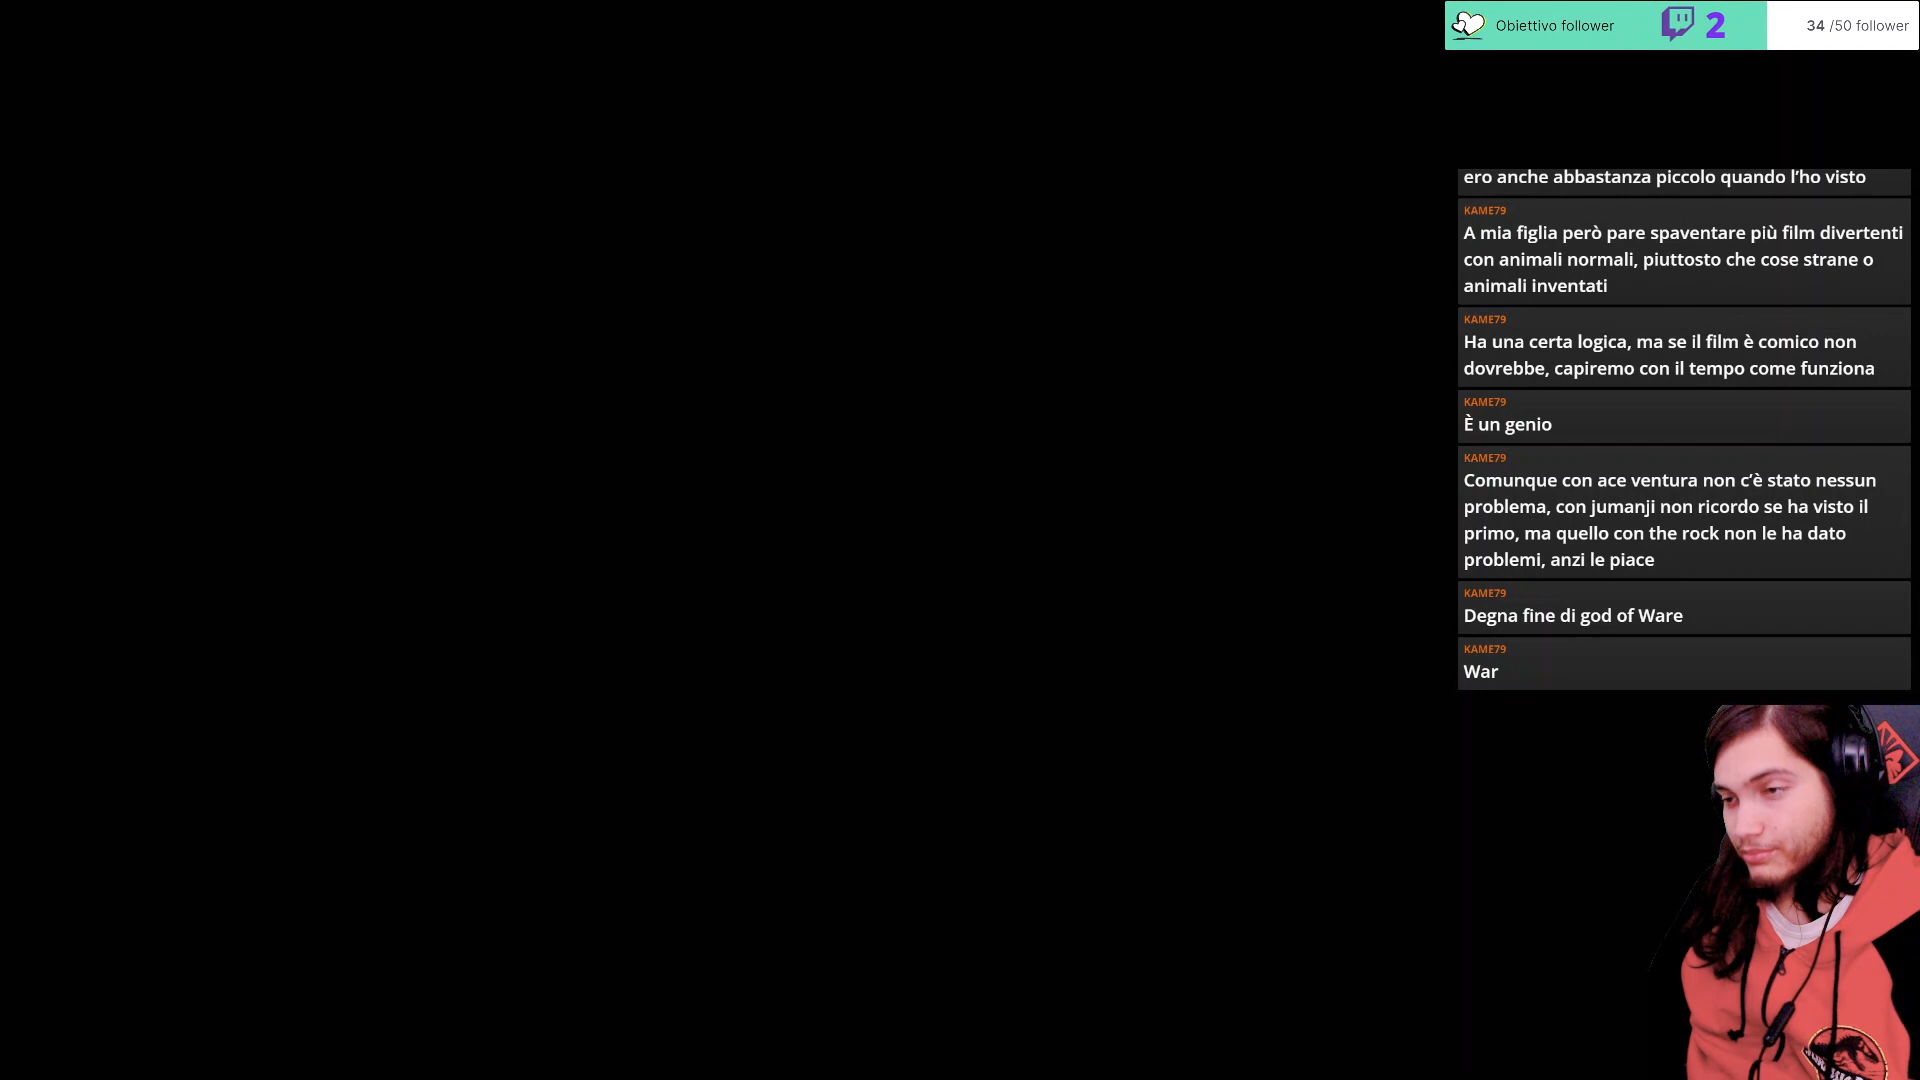 Obiettivo follower
2
34 /50 follower
ero anche abbastanza piccolo quando l'ho visto
KAME79
A mia figlia però pare spaventare più film divertenti
con animali normali, piuttosto che cose strane o
animali inventati
KAME79
Ha una certa logica, ma se il film è comico non
dovrebbe, capiremo con il tempo come funziona
KAME79
È un genio
KAME79
Comunque con ace ventura non c'è stato nessun
problema, con jumanji non ricordo se ha visto il
primo, ma quello con the rock non le ha dato
problemi, anzi le piace
KAME79
Degna fine di god of Ware
KAME79
War